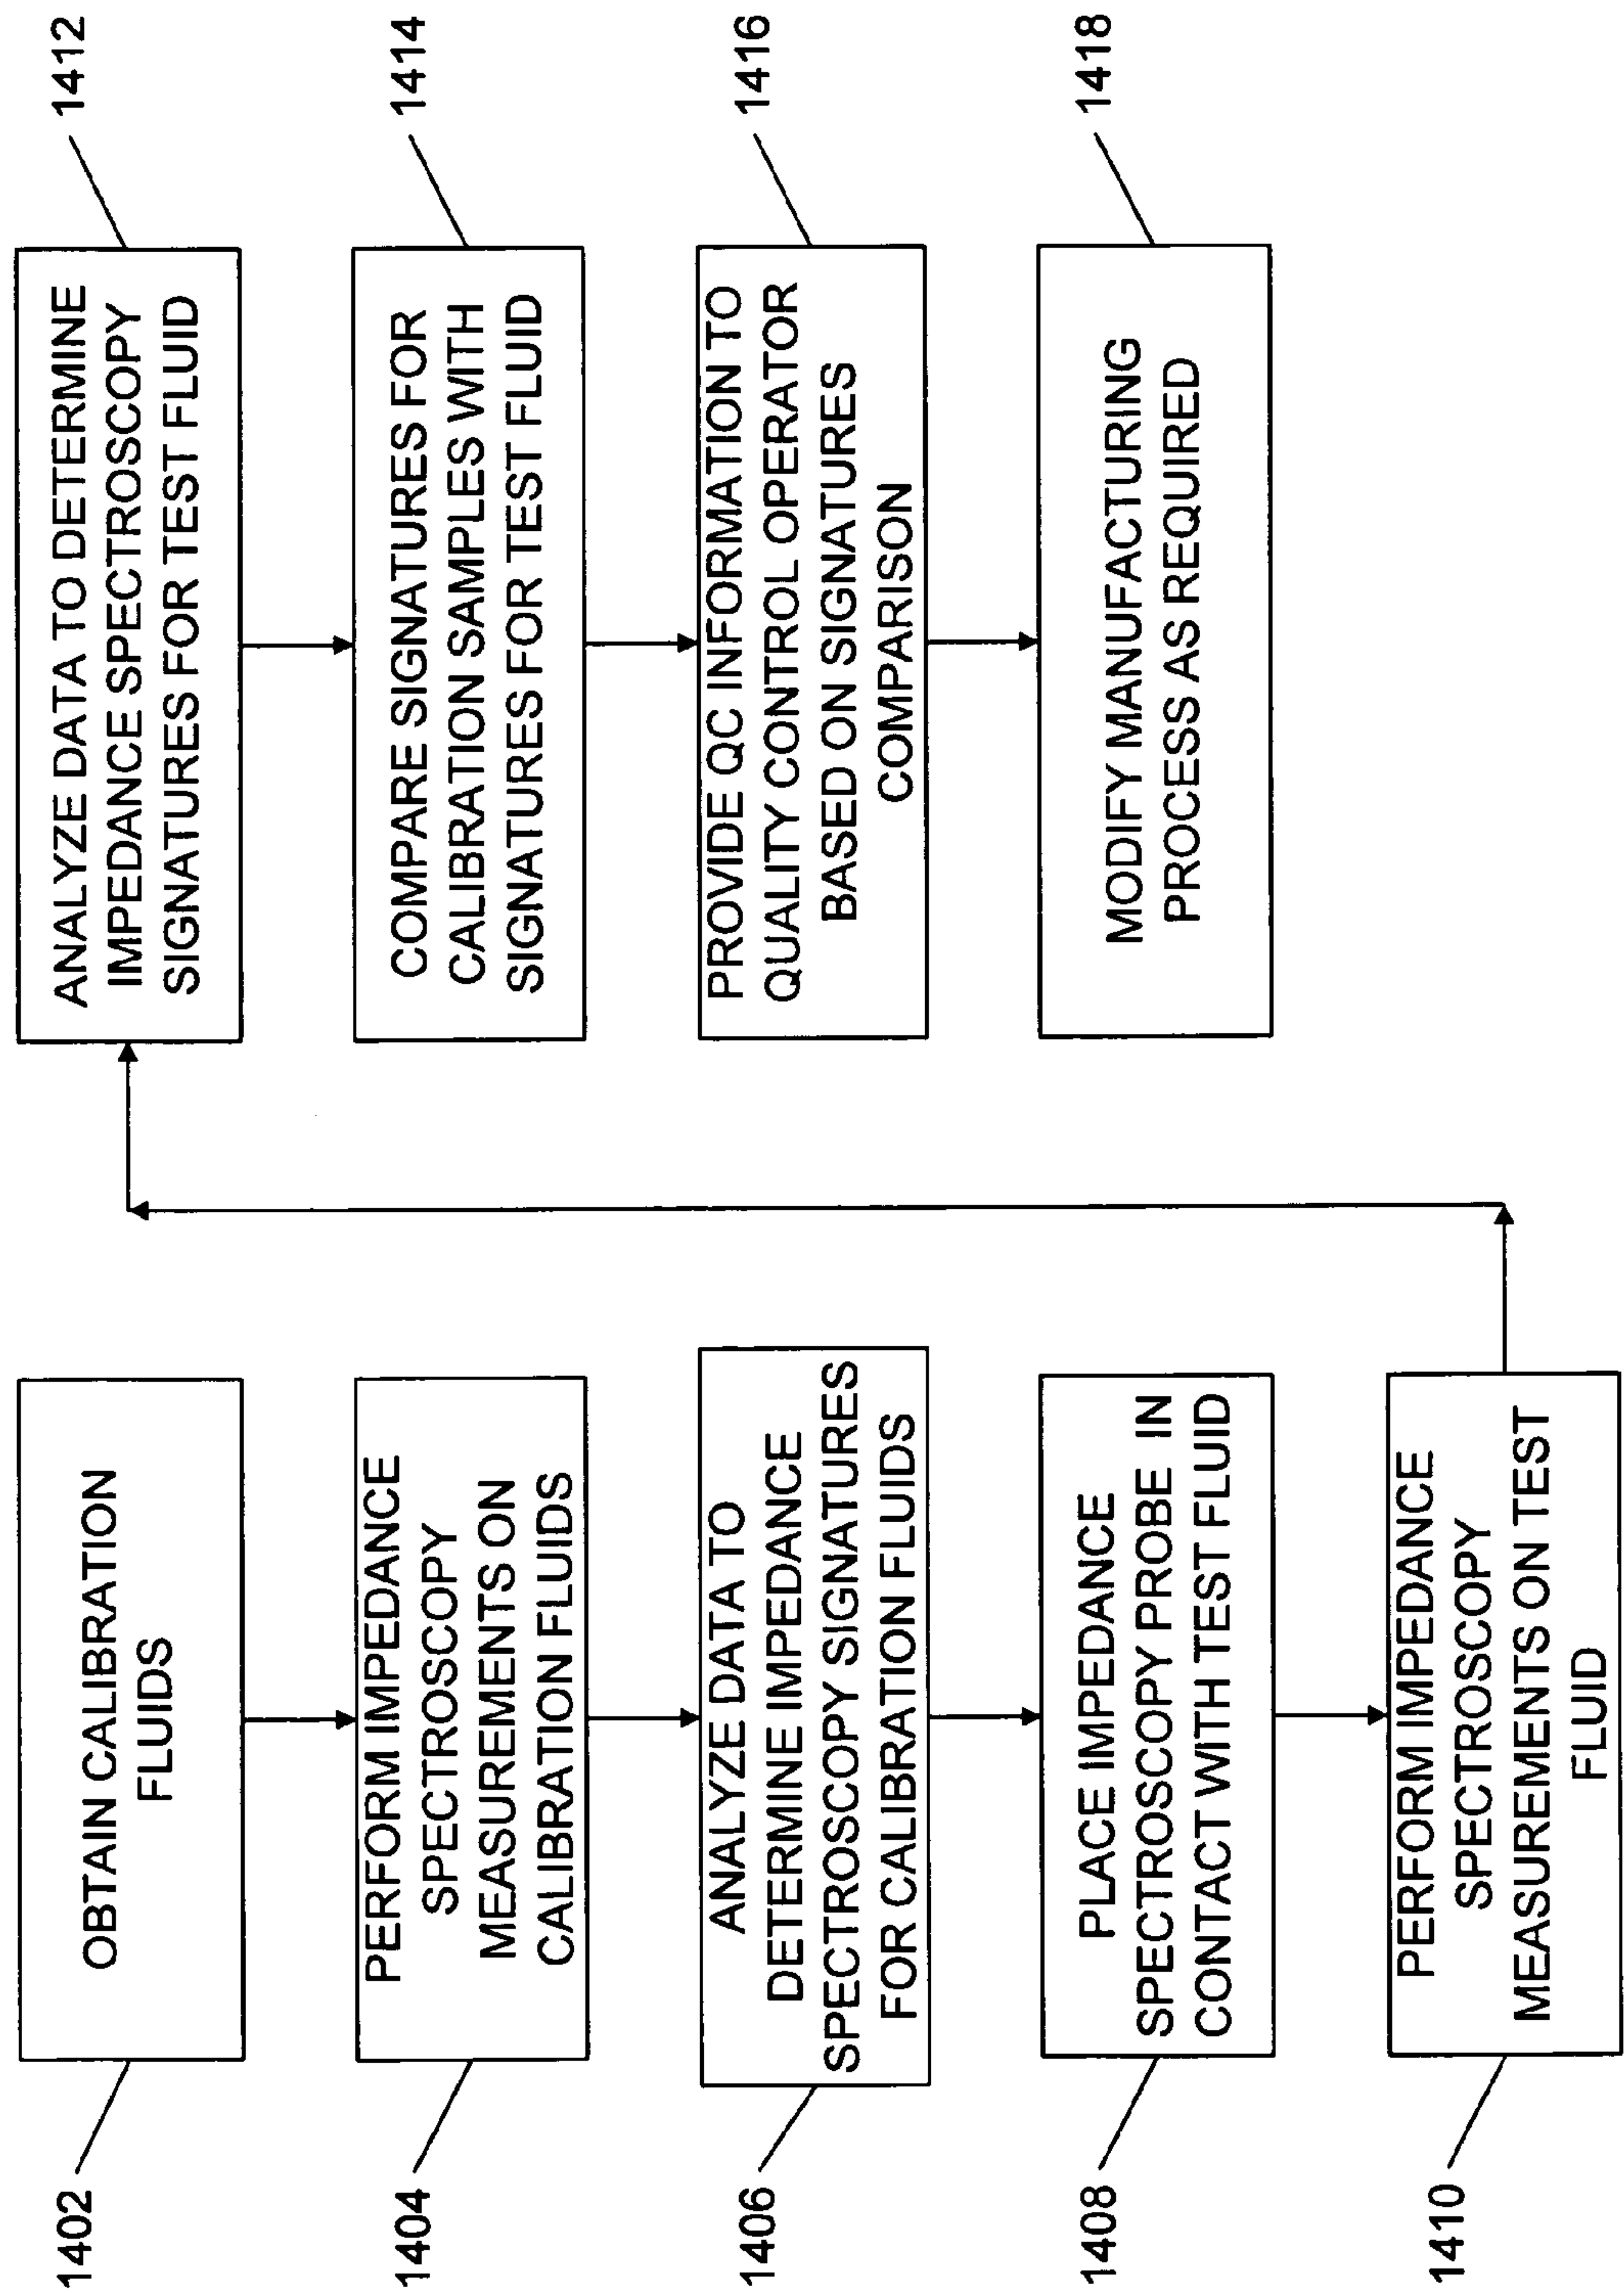 1402
OBTAIN CALIBRATION
FLUIDS
1404
PERFORM IMPEDANCE
SPECTROSCOPY
MEASUREMENTS ON
CALIBRATION FLUIDS
1406
ANALYZE DATA TO
DETERMINE IMPEDANCE
SPECTROSCOPY SIGNATURES
FOR CALIBRATION FLUIDS
1408
PLACE IMPEDANCE
SPECTROSCOPY PROBE IN
CONTACT WITH TEST FLUID
1410
PERFORM IMPEDANCE
SPECTROSCOPY
MEASUREMENTS ON TEST
FLUID
1412
ANALYZE DATA TO DETERMINE
IMPEDANCE SPECTROSCOPY
SIGNATURES FOR TEST FLUID
1414
COMPARE SIGNATURES FOR
CALIBRATION SAMPLES WITH
SIGNATURES FOR TEST FLUID
1416
PROVIDE QC INFORMATION TO
QUALITY CONTROL OPERATOR
BASED ON SIGNATURES
COMPARISON
1418
MODIFY MANUFACTURING
PROCESS AS REQUIRED